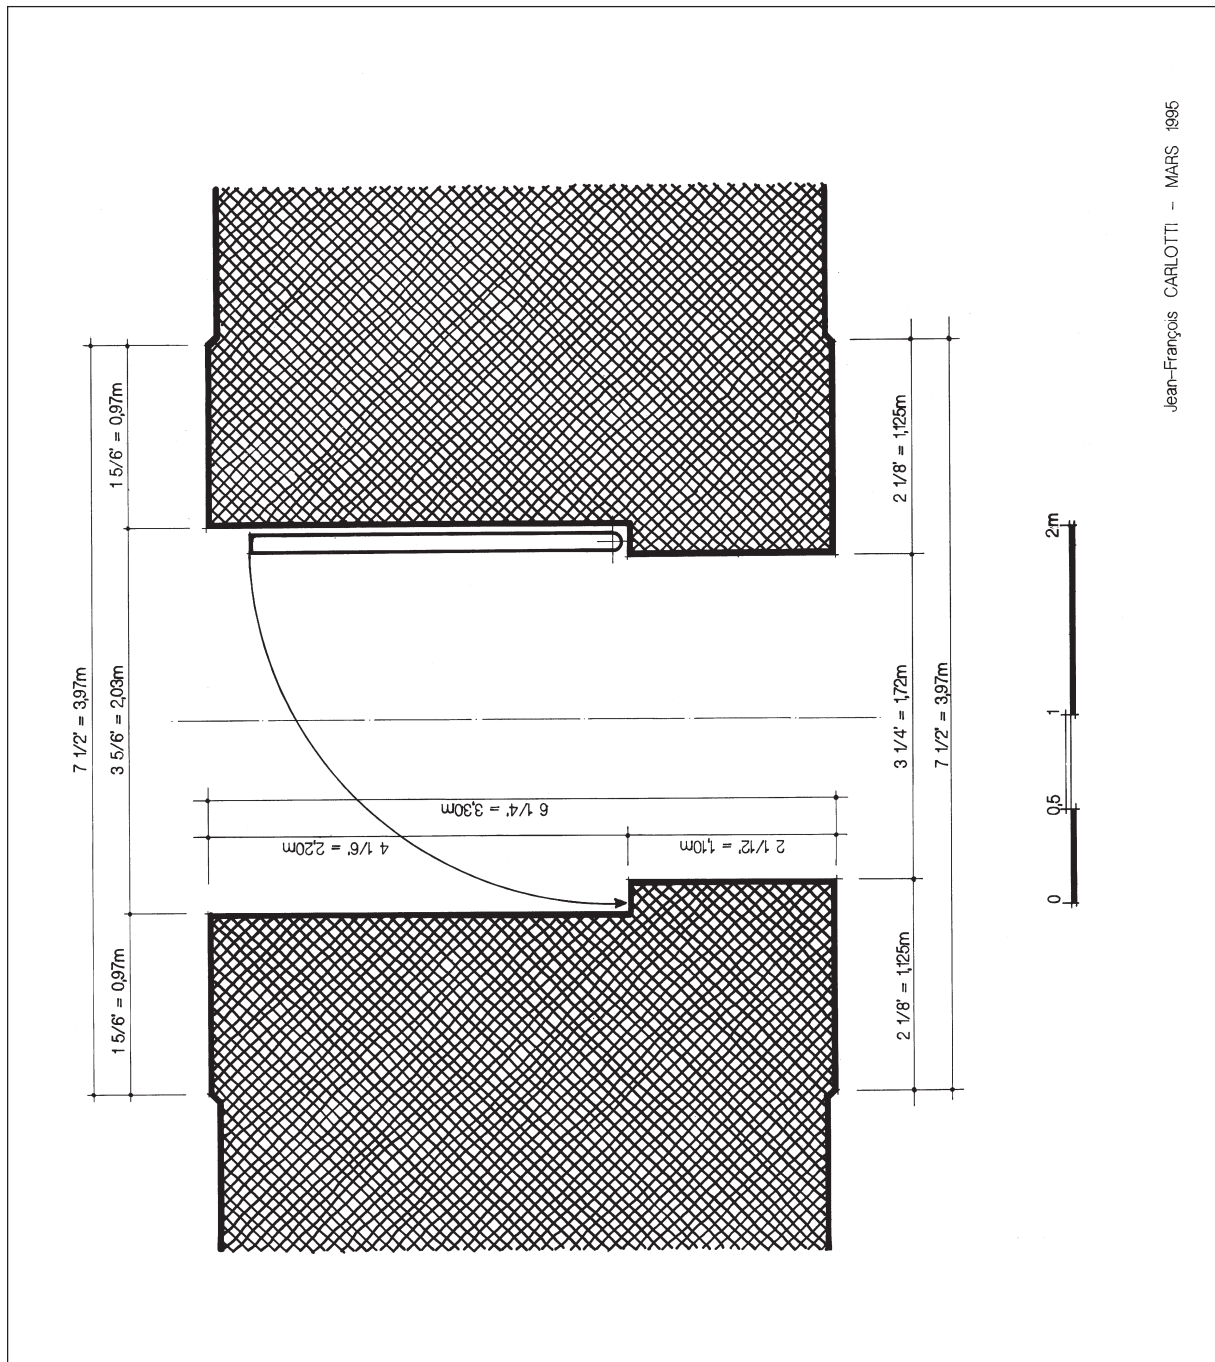 7 1/2' = 3,97m
1 5/6' = 0,97m
3 5/6' = 2,03m
1 5/6' = 0,97m
6 1/4' = 3,30m
4 1/6' = 2,20m
2 1/12' = 1,10m
2 1/8' = 1,125m
3 1/4' = 1,72m
2 1/8' = 1,125m
7 1/2' = 3,97m
0 0,5 1 2m
Jean-François CARLOTTI - MARS 1995